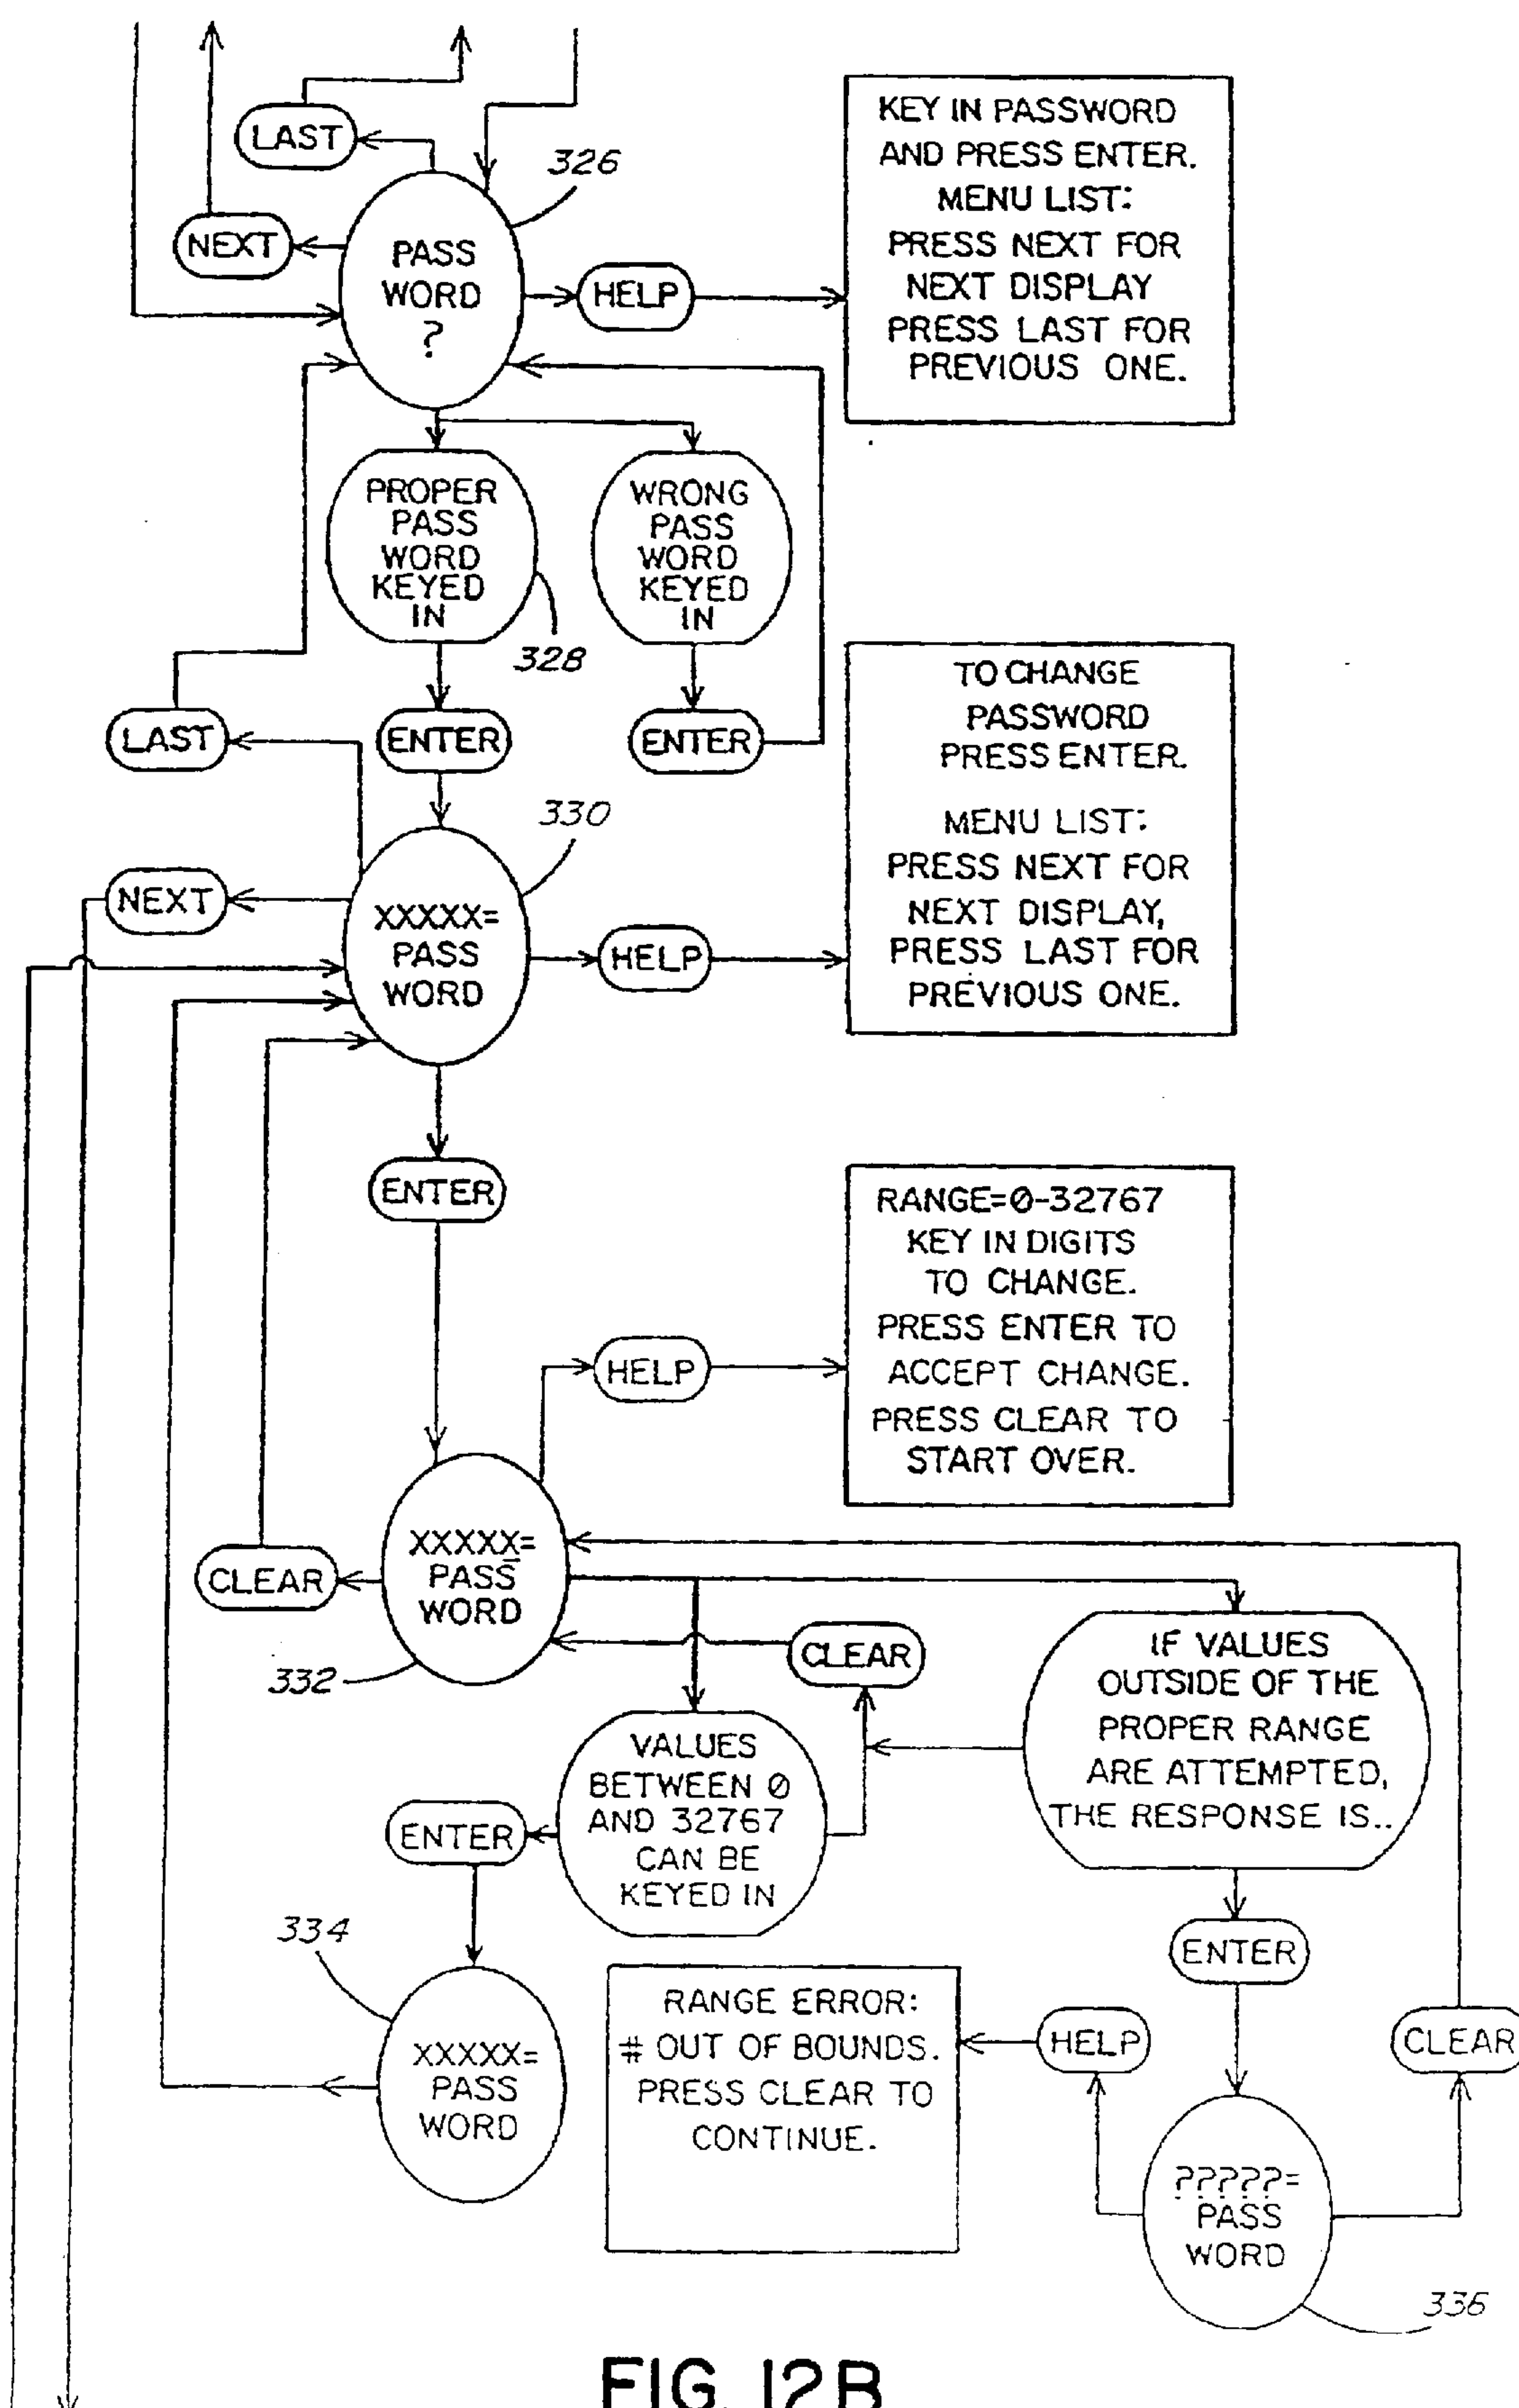 LAST
326
KEY IN PASSWORD
AND PRESS ENTER.
MENU LIST:
PRESS NEXT FOR
NEXT DISPLAY
PRESS LAST FOR
PREVIOUS ONE.
NEXT
PASS
WORD
?
HELP
PROPER
PASS
WORD
KEYED
IN
328
WRONG
PASS
WORD
KEYED
IN
LAST
ENTER
ENTER
TO CHANGE
PASSWORD
PRESS ENTER.
MENU LIST:
PRESS NEXT FOR
NEXT DISPLAY,
PRESS LAST FOR
PREVIOUS ONE.
330
NEXT
XXXXX=
PASS
WORD
HELP
ENTER
RANGE=0-32767
KEY IN DIGITS
TO CHANGE.
PRESS ENTER TO
ACCEPT CHANGE.
PRESS CLEAR TO
START OVER.
HELP
CLEAR
XXXXX=
PASS
WORD
332
CLEAR
IF VALUES
OUTSIDE OF THE
PROPER RANGE
ARE ATTEMPTED,
THE RESPONSE IS..
VALUES
BETWEEN 0
AND 32767
CAN BE
KEYED IN
ENTER
ENTER
334
XXXXX=
PASS
WORD
RANGE ERROR:
# OUT OF BOUNDS.
PRESS CLEAR TO
CONTINUE.
HELP
CLEAR
?????=
PASS
WORD
336
FIG. 12B